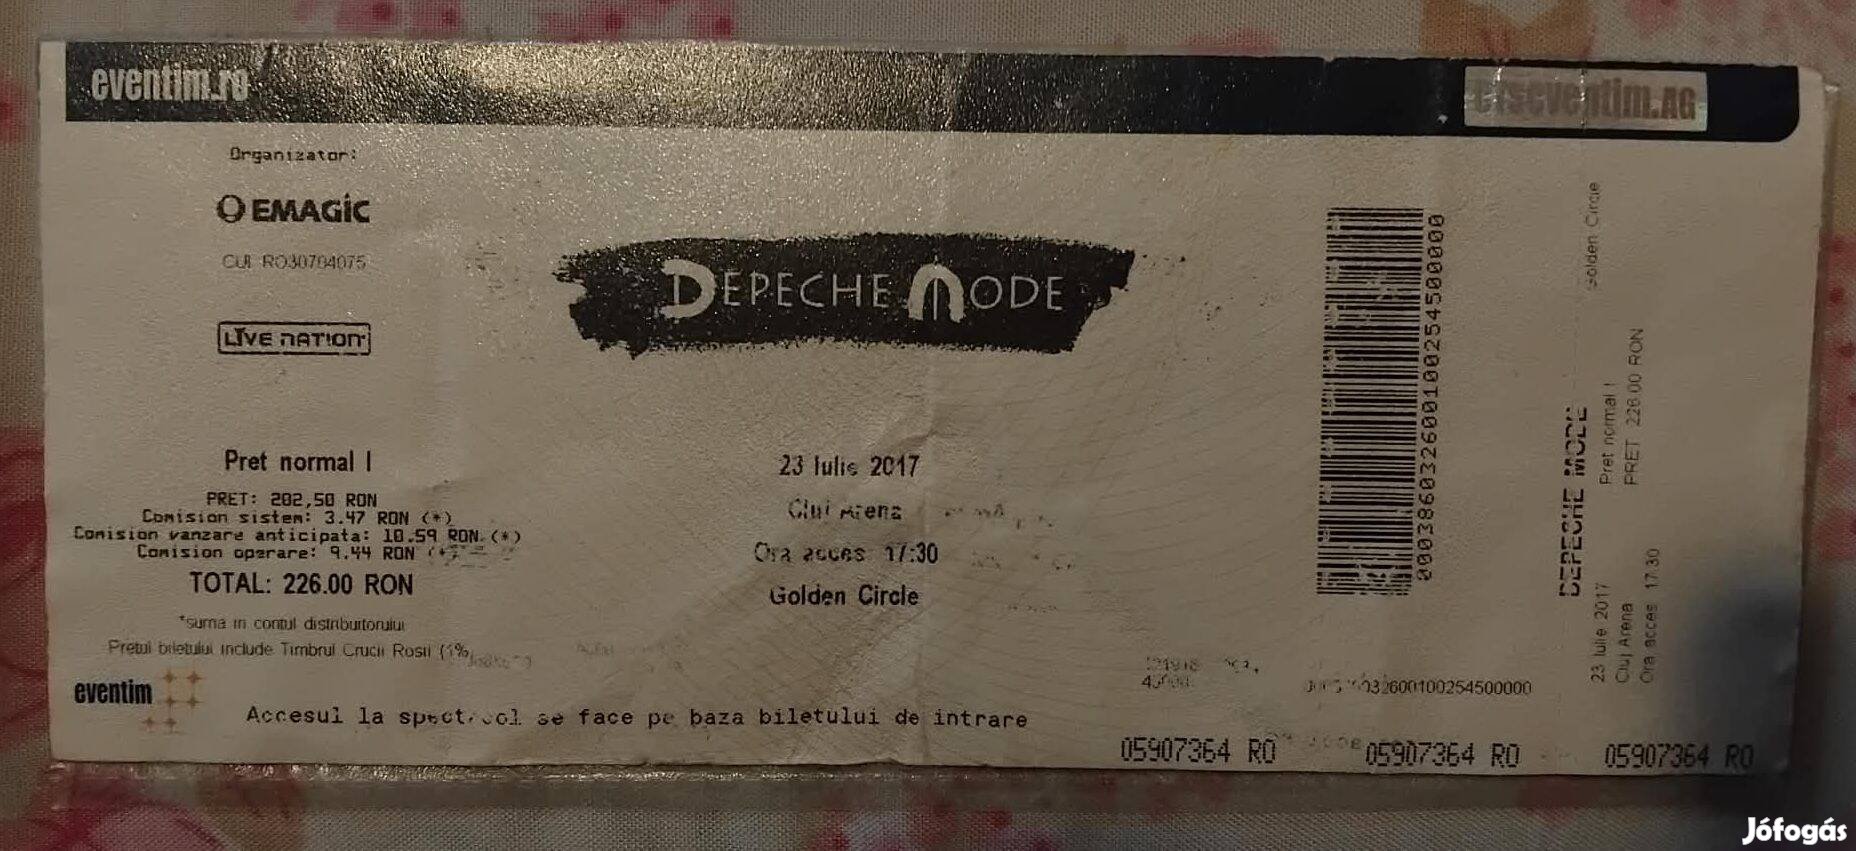 eventim.ro
eventim.AG
Organizator:
EMAGIC
CUI RO30704075
LIVE NATION
DEPECHE MODE
Pret normal I
PRET: 202,50 RON
Comision sistem: 3.47 RON (*)
Comision vanzare anticipata: 10.59 RON (*)
Comision operare: 9.44 RON
TOTAL: 226.00 RON
*suma in contul distribuitorului
Pretul biletului include Timbrul Crucii Rosii (1%
eventim
23 Iulie 2017
Cluj Arena
Ora acces 17:30
Golden Circle
Accesul la spectacol se face pe baza biletului de intrare
00003860326001002545000000
05907364 RO
05907364 RO
05907364 RO
DEPECHE MODE
Golden Circle
23 Iulie 2017
Pret normal I
Cluj Arena
PRET 226.00 RON
Ora acces 17:30
Jófogás